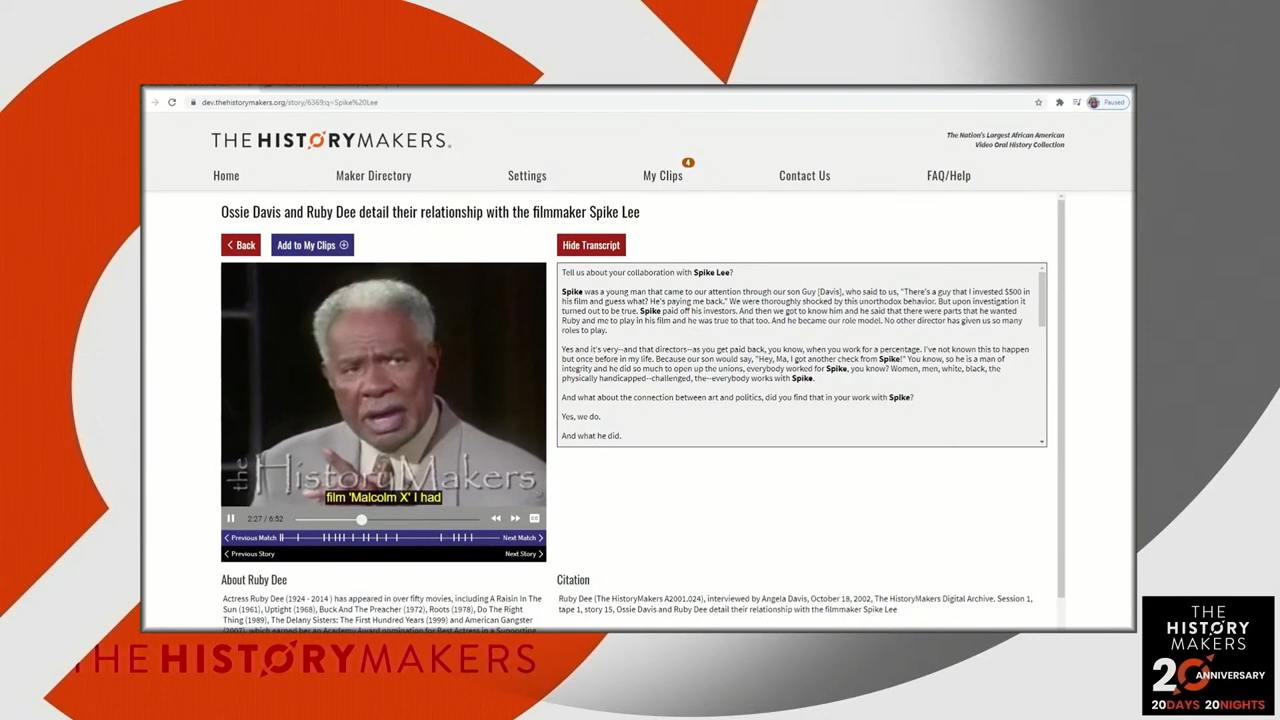 dev.thehistorymakers.org/story/6369;q=Spike%20Lee
Paused
THE HISTORYMAKERS®
The Nation's Largest African American
Video Oral History Collection
Home
Maker Directory
Settings
My Clips
4
Contact Us
FAQ/Help
Ossie Davis and Ruby Dee detail their relationship with the filmmaker Spike Lee
Back
Add to My Clips
Hide Transcript
Tell us about your collaboration with Spike Lee?
Spike was a young man that came to our attention through our son Guy [Davis], who said to us, "There's a guy that I invested $500 in
his film and guess what? He's paying me back." We were thoroughly shocked by this unorthodox behavior. But upon investigation it
turned out to be true. Spike paid off his investors. And then we got to know him and he said that there were parts that he wanted
Ruby and me to play in his film and he was true to that too. And he became our role model. No other director has given us so many
roles to play.
Yes and it's very--and that directors--as you get paid back, you know, when you work for a percentage. I've not known this to happen
but once before in my life. Because our son would say, "Hey, Ma, I got another check from Spike!" You know, so he is a man of
integrity and he did so much to open up the unions, everybody worked for Spike, you know? Women, men, white, black, the
physically handicapped--challenged, the--everybody works with Spike.
And what about the connection between art and politics, did you find that in your work with Spike?
Yes, we do.
And what he did.
the HistoryMakers
film 'Malcolm X' I had
2:27 / 6:52
CC
Previous Match
Next Match
Previous Story
Next Story
About Ruby Dee
Actress Ruby Dee (1924 - 2014 ) has appeared in over fifty movies, including A Raisin In The
Sun (1961), Uptight (1968), Buck And The Preacher (1972), Roots (1978), Do The Right
Thing (1989), The Delany Sisters: The First Hundred Years (1999) and American Gangster
(2007), which earned her an Academy Award nomination for Best Actress in a Supporting
Citation
Ruby Dee (The HistoryMakers A2001.024), interviewed by Angela Davis, October 18, 2002, The HistoryMakers Digital Archive. Session 1,
tape 1, story 15, Ossie Davis and Ruby Dee detail their relationship with the filmmaker Spike Lee
THE HISTORYMAKERS
THE
HISTORY
MAKERS
20 ANNIVERSARY
20DAYS 20NIGHTS